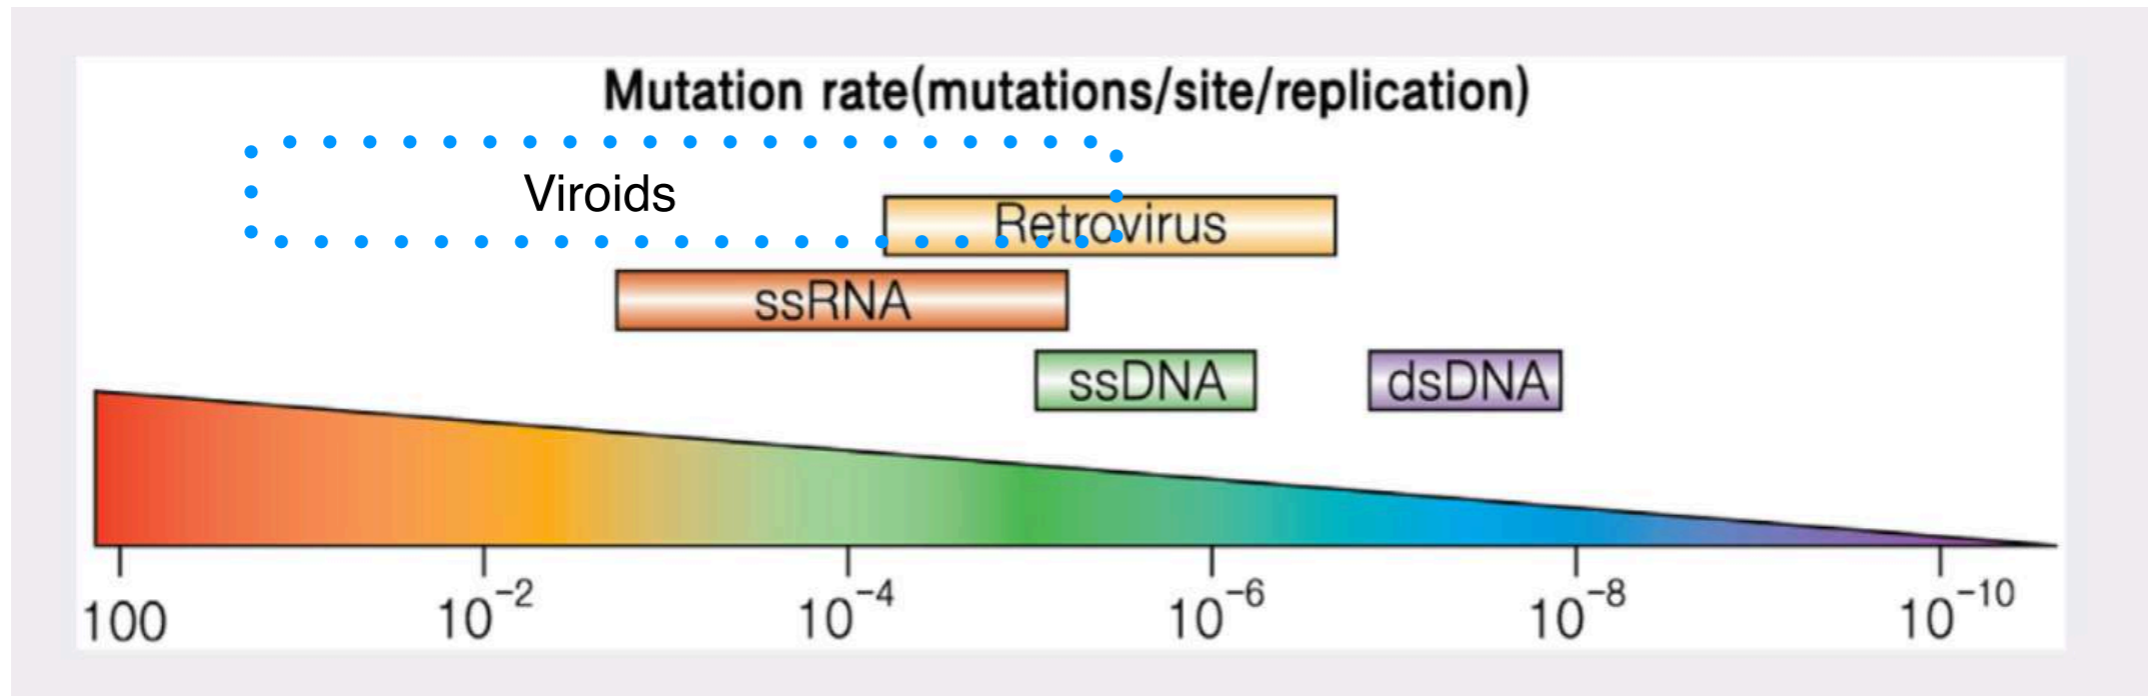 Mutation rate(mutations/site/replication)
Viroids
Retrovirus
ssRNA
ssDNA dsDNA
100 10⁻² 10⁻⁴ 10⁻⁶ 10⁻⁸ 10⁻¹⁰